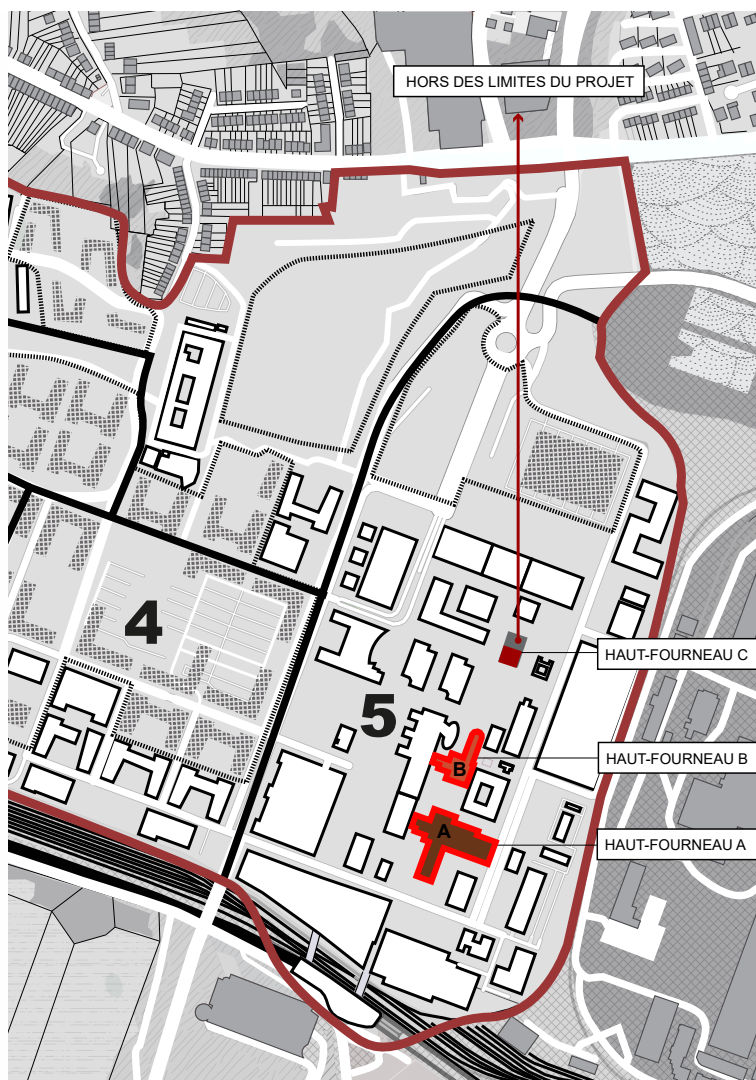 HORS DES LIMITES DU PROJET
4
HAUT-FOURNEAU C
5
HAUT-FOURNEAU B
B
A
HAUT-FOURNEAU A